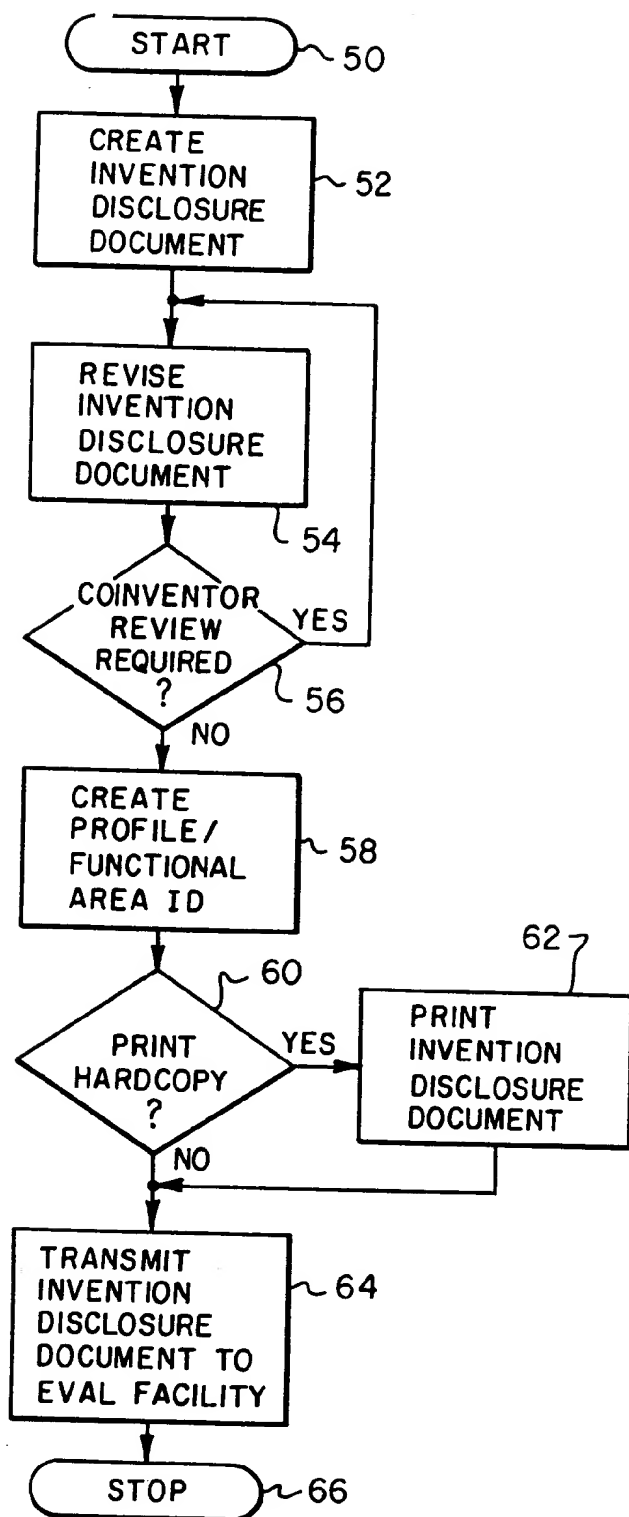 START
50
CREATE
INVENTION
DISCLOSURE
DOCUMENT
52
REVISE
INVENTION
DISCLOSURE
DOCUMENT
54
COINVENTOR
REVIEW
REQUIRED
?
YES
56
NO
CREATE
PROFILE/
FUNCTIONAL
AREA ID
58
60
PRINT
HARDCOPY
?
YES
62
PRINT
INVENTION
DISCLOSURE
DOCUMENT
NO
TRANSMIT
INVENTION
DISCLOSURE
DOCUMENT TO
EVAL FACILITY
64
STOP
66